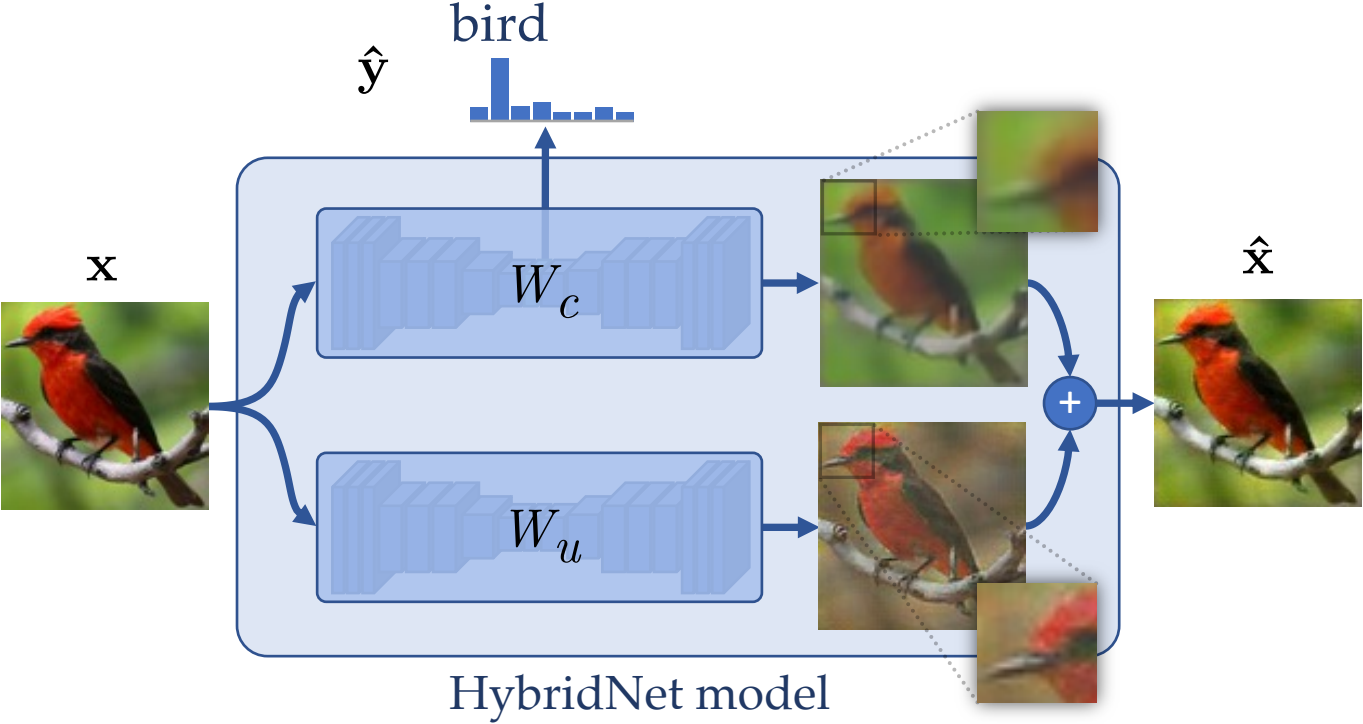 bird
ŷ
x
W_c
x̂
+
W_u
HybridNet model